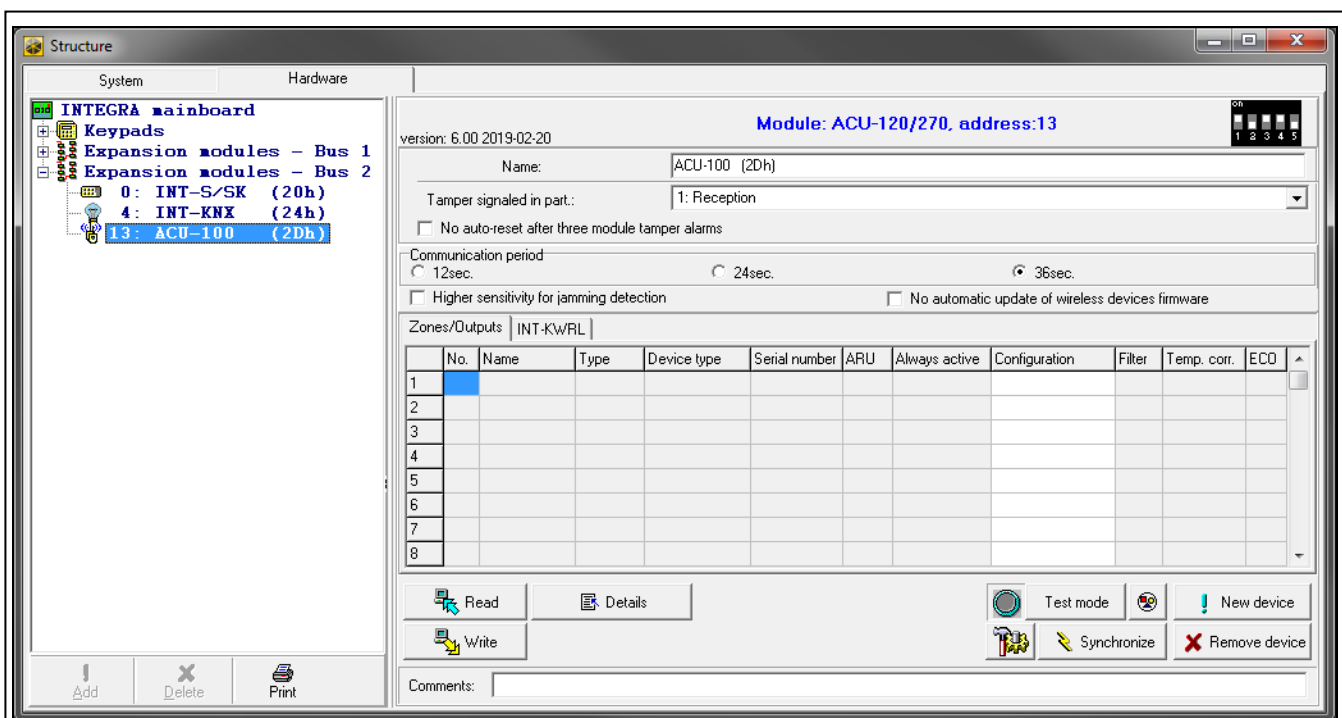 Structure
System Hardware
INTEGRA mainboard
Keypads
Expansion modules – Bus 1
Expansion modules – Bus 2
0: INT-S/SK (20h)
4: INT-KNX (24h)
13: ACU-100 (2Dh)
Add Delete Print
version: 6.00 2019-02-20
Module: ACU-120/270, address:13
on
1 2 3 4 5
Name: ACU-100 (2Dh)
Tamper signaled in part.: 1: Reception
No auto-reset after three module tamper alarms
Communication period
12sec. 24sec. 36sec.
Higher sensitivity for jamming detection No automatic update of wireless devices firmware
Zones/Outputs INT-KWRL
No. Name Type Device type Serial number ARU Always active Configuration Filter Temp. corr. ECO
1
2
3
4
5
6
7
8
Read Details Test mode New device
Write Synchronize Remove device
Comments: